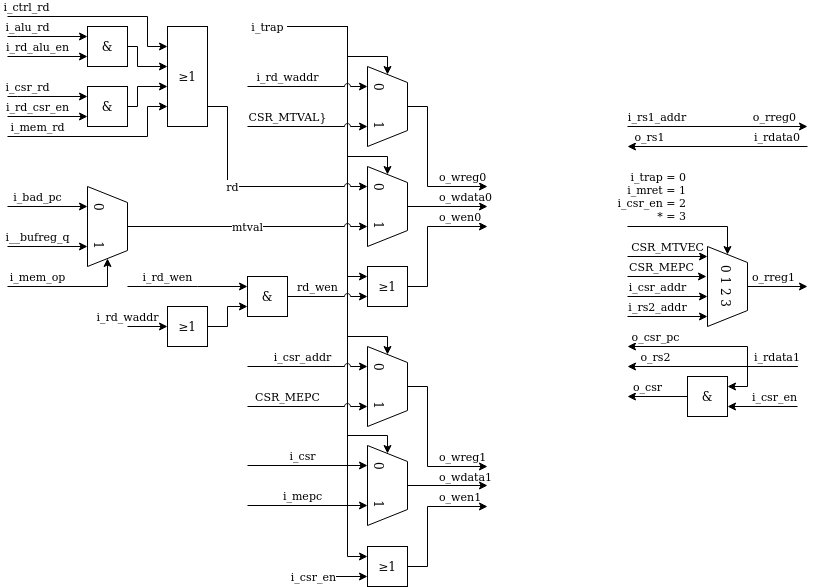 i_ctrl_rd
i_alu_rd
i_rd_alu_en
&
≥1
i_csr_rd
i_rd_csr_en
&
i_mem_rd
i_bad_pc
0
i__bufreg_q
1
i_mem_op
rd
mtval
i_rd_wen
&
rd_wen
i_rd_waddr
≥1
i_trap
i_rd_waddr
0
CSR_MTVAL}
1
0
1
o_wreg0
o_wdata0
o_wen0
≥1
i_csr_addr
0
CSR_MEPC
1
i_csr
0
i_mepc
1
o_wreg1
o_wdata1
o_wen1
≥1
i_csr_en
i_rs1_addr o_rreg0
o_rs1 i_rdata0
i_trap = 0
i_mret = 1
i_csr_en = 2
* = 3
CSR_MTVEC
CSR_MEPC
i_csr_addr
i_rs2_addr
0 1 2 3
o_rreg1
o_csr_pc
o_rs2 i_rdata1
o_csr
&
i_csr_en